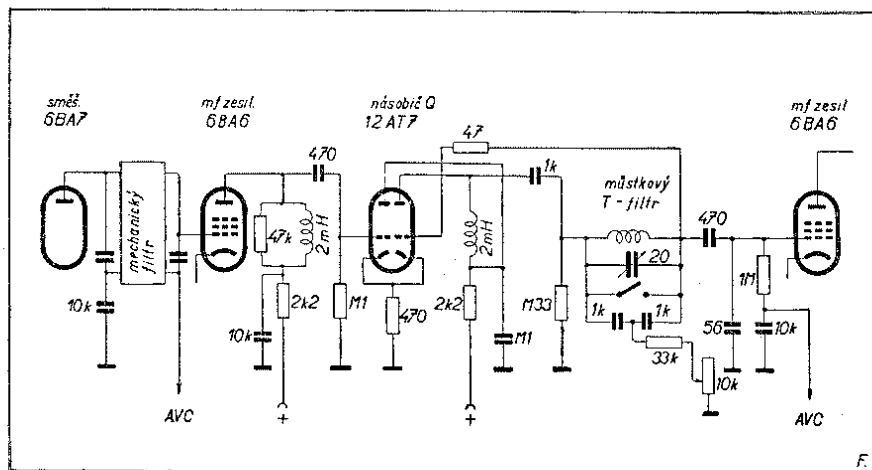 směš.
6BA7
mf zesil.
6BA6
násobič Q
12AT7
mf zesil.
6BA6
470
47
1k
můstkový
T-filtr
470
mechanický
filtr
47k
2mH
2mH
20
1M
10k
2k2
M1
470
2k2
M33
1k
1k
56
10k
10k
M1
33k
10k
AVC
+
+
AVC